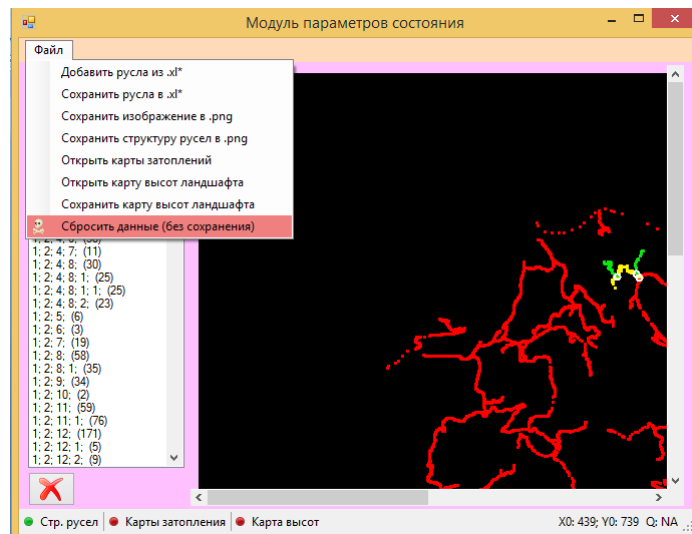 Модуль параметров состояния
Файл
Добавить русла из .xl*
Сохранить русла в .xl*
Сохранить изображение в .png
Сохранить структуру русел в .png
Открыть карты затоплений
Открыть карту высот ландшафта
Сохранить карту высот ландшафта
Сбросить данные (без сохранения)
1; 2; 4; 7; (11)
1; 2; 4; 8; (30)
1; 2; 4; 8; 1; (25)
1; 2; 4; 8; 1; 1; (25)
1; 2; 4; 8; 2; (23)
1; 2; 5; (6)
1; 2; 6; (3)
1; 2; 7; (19)
1; 2; 8; (58)
1; 2; 8; 1; (35)
1; 2; 9; (34)
1; 2; 10; (2)
1; 2; 11; (59)
1; 2; 11; 1; (76)
1; 2; 12; (171)
1; 2; 12; 1; (5)
1; 2; 12; 2; (9)
Стр. русел Карты затопления Карта высот X0: 439; Y0: 739 Q: NA